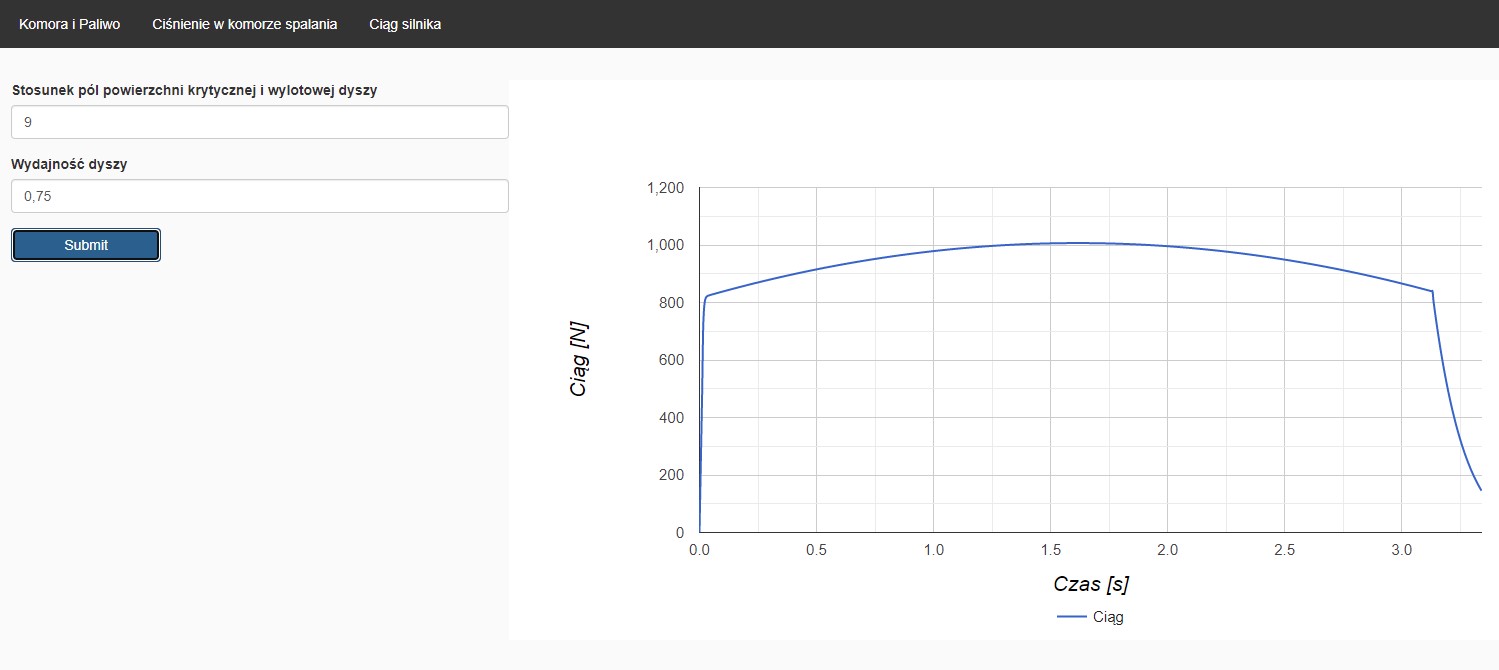 Komora i Paliwo Ciśnienie w komorze spalania Ciąg silnika
Stosunek pól powierzchni krytycznej i wylotowej dyszy
9
Wydajność dyszy
0,75
Submit
1,200
1,000
800
600
400
200
0
Ciąg [N]
0.0 0.5 1.0 1.5 2.0 2.5 3.0
Czas [s]
Ciąg